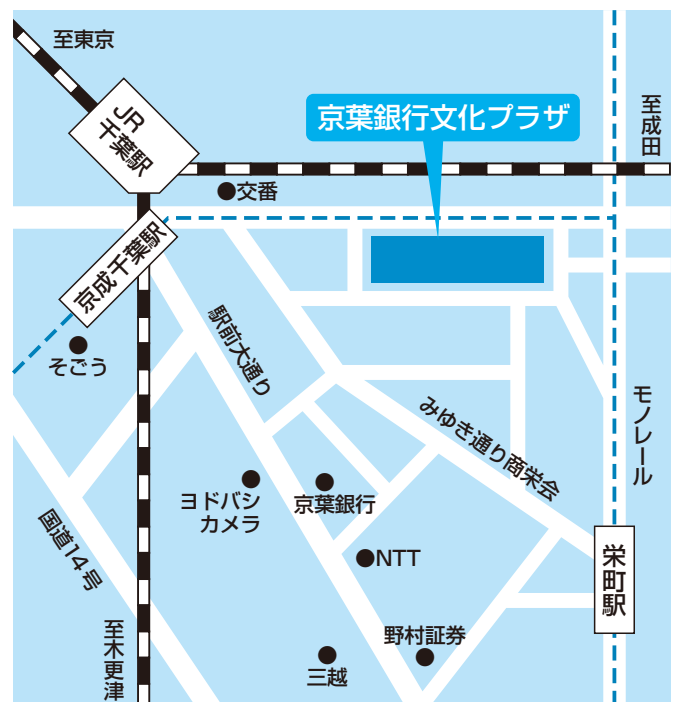 至東京
JR
千葉駅
京葉銀行文化プラザ
至成田
交番
京成千葉駅
そごう
駅前大通り
みゆき通り商栄会
モノレール
ヨドバシ
カメラ
京葉銀行
国道14号
NTT
栄町駅
至木更津
野村証券
三越